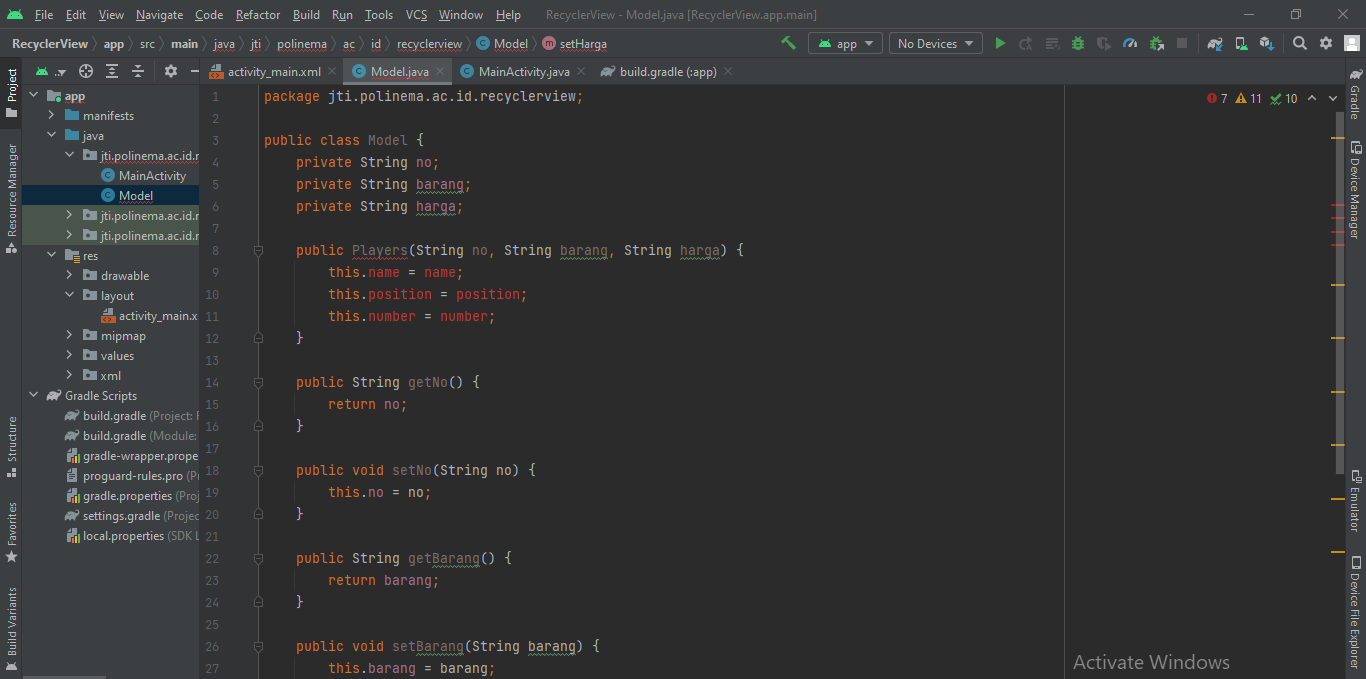 File Edit View Navigate Code Refactor Build Run Tools VCS Window Help RecyclerView - Model.java [RecyclerView.app.main]
RecyclerView app src main java jti polinema ac id recyclerview Model setHarga app No Devices
activity_main.xml Model.java MainActivity.java build.gradle (:app)
Project
Resource Manager
Structure
Favorites
Build Variants
app
manifests
java
jti.polinema.ac.id.r
MainActivity
Model
jti.polinema.ac.id.r
jti.polinema.ac.id.r
res
drawable
layout
activity_main.x
mipmap
values
xml
Gradle Scripts
build.gradle (Project: R
build.gradle (Module:
gradle-wrapper.prope
proguard-rules.pro (P
gradle.properties (Proj
settings.gradle (Projec
local.properties (SDK L
7 11 10
1 package jti.polinema.ac.id.recyclerview;
2
3 public class Model {
4 private String no;
5 private String barang;
6 private String harga;
7
8 public Players(String no, String barang, String harga) {
9 this.name = name;
10 this.position = position;
11 this.number = number;
12 }
13
14 public String getNo() {
15 return no;
16 }
17
18 public void setNo(String no) {
19 this.no = no;
20 }
21
22 public String getBarang() {
23 return barang;
24 }
25
26 public void setBarang(String barang) {
27 this.barang = barang;
Gradle
Device Manager
Emulator
Device File Explorer
Activate Windows